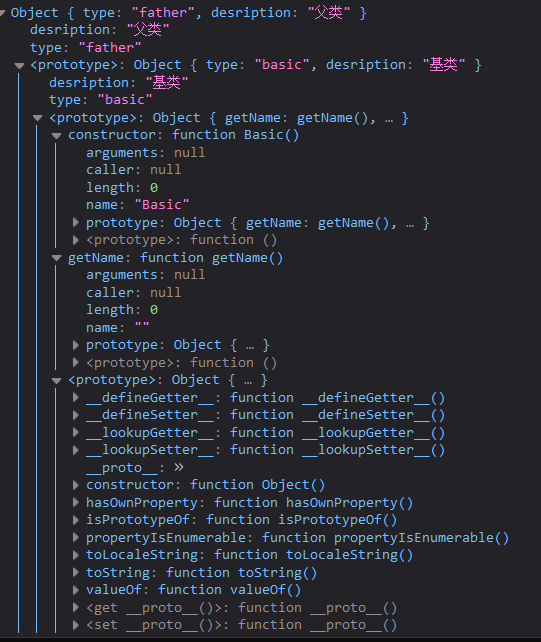 Object { type: "father", desription: "父类" }
desription: "父类"
type: "father"
<prototype>: Object { type: "basic", desription: "基类" }
desription: "基类"
type: "basic"
<prototype>: Object { getName: getName(), … }
constructor: function Basic()
arguments: null
caller: null
length: 0
name: "Basic"
prototype: Object { getName: getName(), … }
<prototype>: function ()
getName: function getName()
arguments: null
caller: null
length: 0
name: ""
prototype: Object { … }
<prototype>: function ()
<prototype>: Object { … }
__defineGetter__: function __defineGetter__()
__defineSetter__: function __defineSetter__()
__lookupGetter__: function __lookupGetter__()
__lookupSetter__: function __lookupSetter__()
__proto__: »
constructor: function Object()
hasOwnProperty: function hasOwnProperty()
isPrototypeOf: function isPrototypeOf()
propertyIsEnumerable: function propertyIsEnumerable()
toLocaleString: function toLocaleString()
toString: function toString()
valueOf: function valueOf()
<get __proto__()>: function __proto__()
<set __proto__()>: function __proto__()